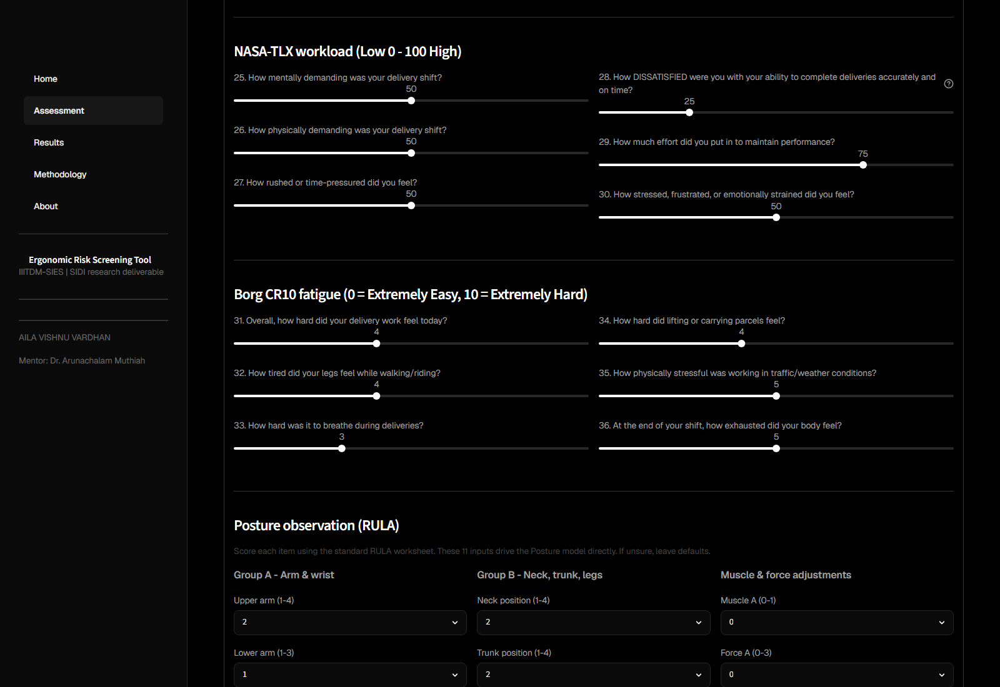 Home
Assessment
Results
Methodology
About
Ergonomic Risk Screening Tool
IIITDM-SIES | SIDI research deliverable
AILA VISHNU VARDHAN
Mentor: Dr. Arunachalam Muthiah
NASA-TLX workload (Low 0 - 100 High)
25. How mentally demanding was your delivery shift?
50
26. How physically demanding was your delivery shift?
50
27. How rushed or time-pressured did you feel?
50
28. How DISSATISFIED were you with your ability to complete deliveries accurately and
on time?
25
29. How much effort did you put in to maintain performance?
75
30. How stressed, frustrated, or emotionally strained did you feel?
50
Borg CR10 fatigue (0 = Extremely Easy, 10 = Extremely Hard)
31. Overall, how hard did your delivery work feel today?
4
32. How tired did your legs feel while walking/riding?
4
33. How hard was it to breathe during deliveries?
3
34. How hard did lifting or carrying parcels feel?
4
35. How physically stressful was working in traffic/weather conditions?
5
36. At the end of your shift, how exhausted did your body feel?
5
Posture observation (RULA)
Score each item using the standard RULA worksheet. These 11 inputs drive the Posture model directly. If unsure, leave defaults.
Group A - Arm & wrist
Upper arm (1-4)
2
Lower arm (1-3)
1
Group B - Neck, trunk, legs
Neck position (1-4)
2
Trunk position (1-4)
2
Muscle & force adjustments
Muscle A (0-1)
0
Force A (0-3)
0